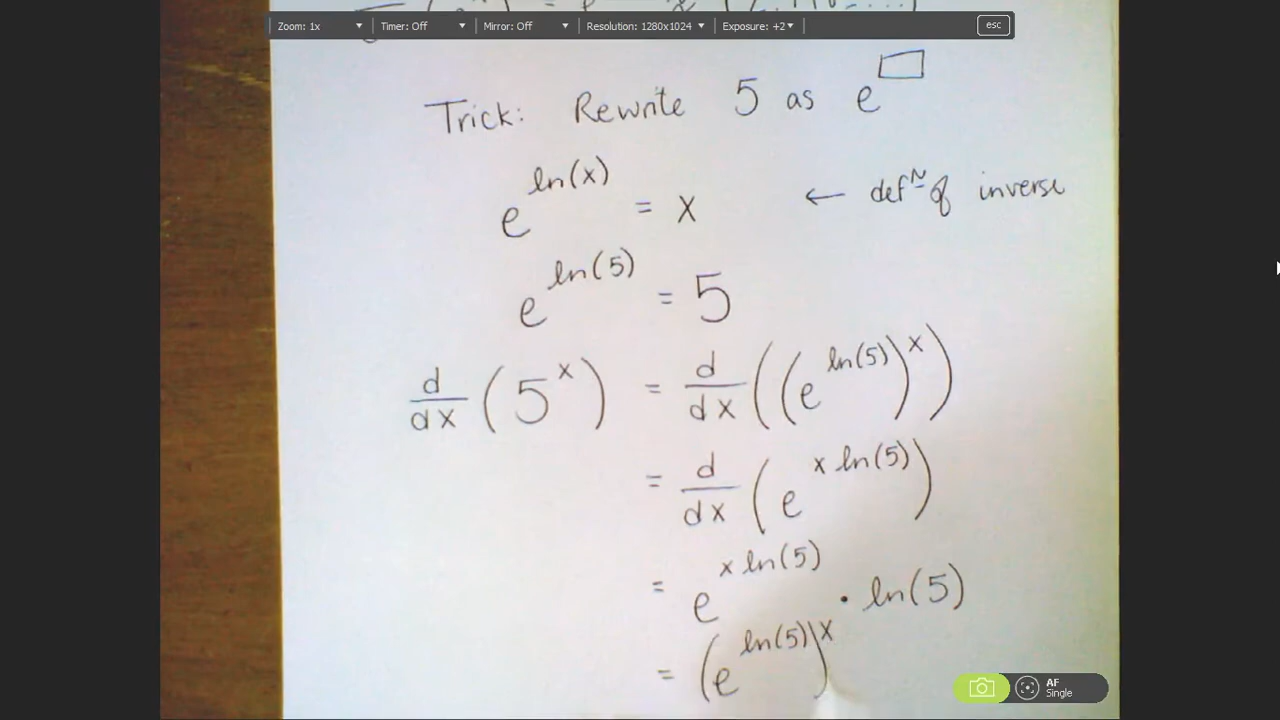 Zoom: 1x Timer: Off Mirror: Off Resolution: 1280x1024 Exposure: +2 esc
Trick: Rewrite 5 as e^□
e^ln(x) = x ← defᴺ of inverse
e^ln(5) = 5
d/dx (5^x) = d/dx ((e^ln(5))^x)
= d/dx (e^x ln(5))
= e^x ln(5) · ln(5)
= (e^ln(5))^x
AF
Single